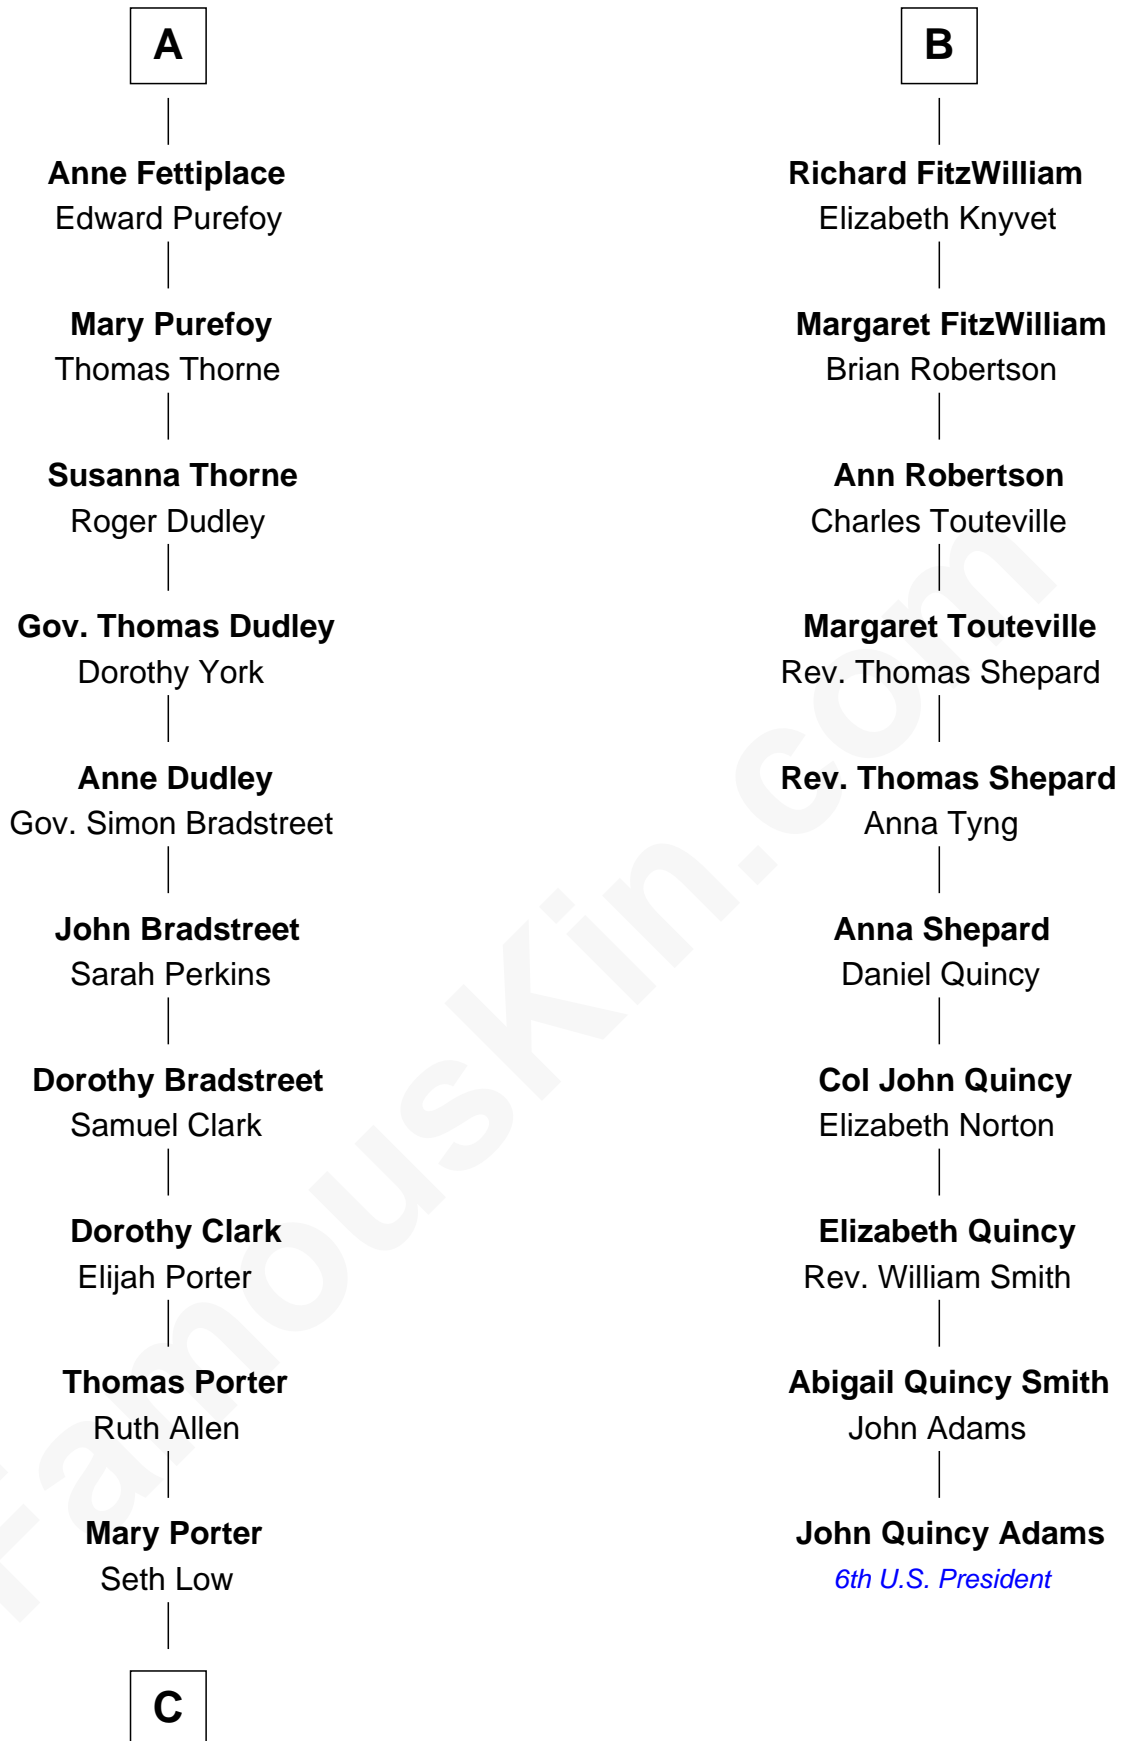 A
Anne Fettiplace
Edward Purefoy
Mary Purefoy
Thomas Thorne
Susanna Thorne
Roger Dudley
Gov. Thomas Dudley
Dorothy York
Anne Dudley
Gov. Simon Bradstreet
John Bradstreet
Sarah Perkins
Dorothy Bradstreet
Samuel Clark
Dorothy Clark
Elijah Porter
Thomas Porter
Ruth Allen
Mary Porter
Seth Low
C
B
Richard FitzWilliam
Elizabeth Knyvet
Margaret FitzWilliam
Brian Robertson
Ann Robertson
Charles Touteville
Margaret Touteville
Rev. Thomas Shepard
Rev. Thomas Shepard
Anna Tyng
Anna Shepard
Daniel Quincy
Col John Quincy
Elizabeth Norton
Elizabeth Quincy
Rev. William Smith
Abigail Quincy Smith
John Adams
John Quincy Adams
6th U.S. President
FamousKin.com